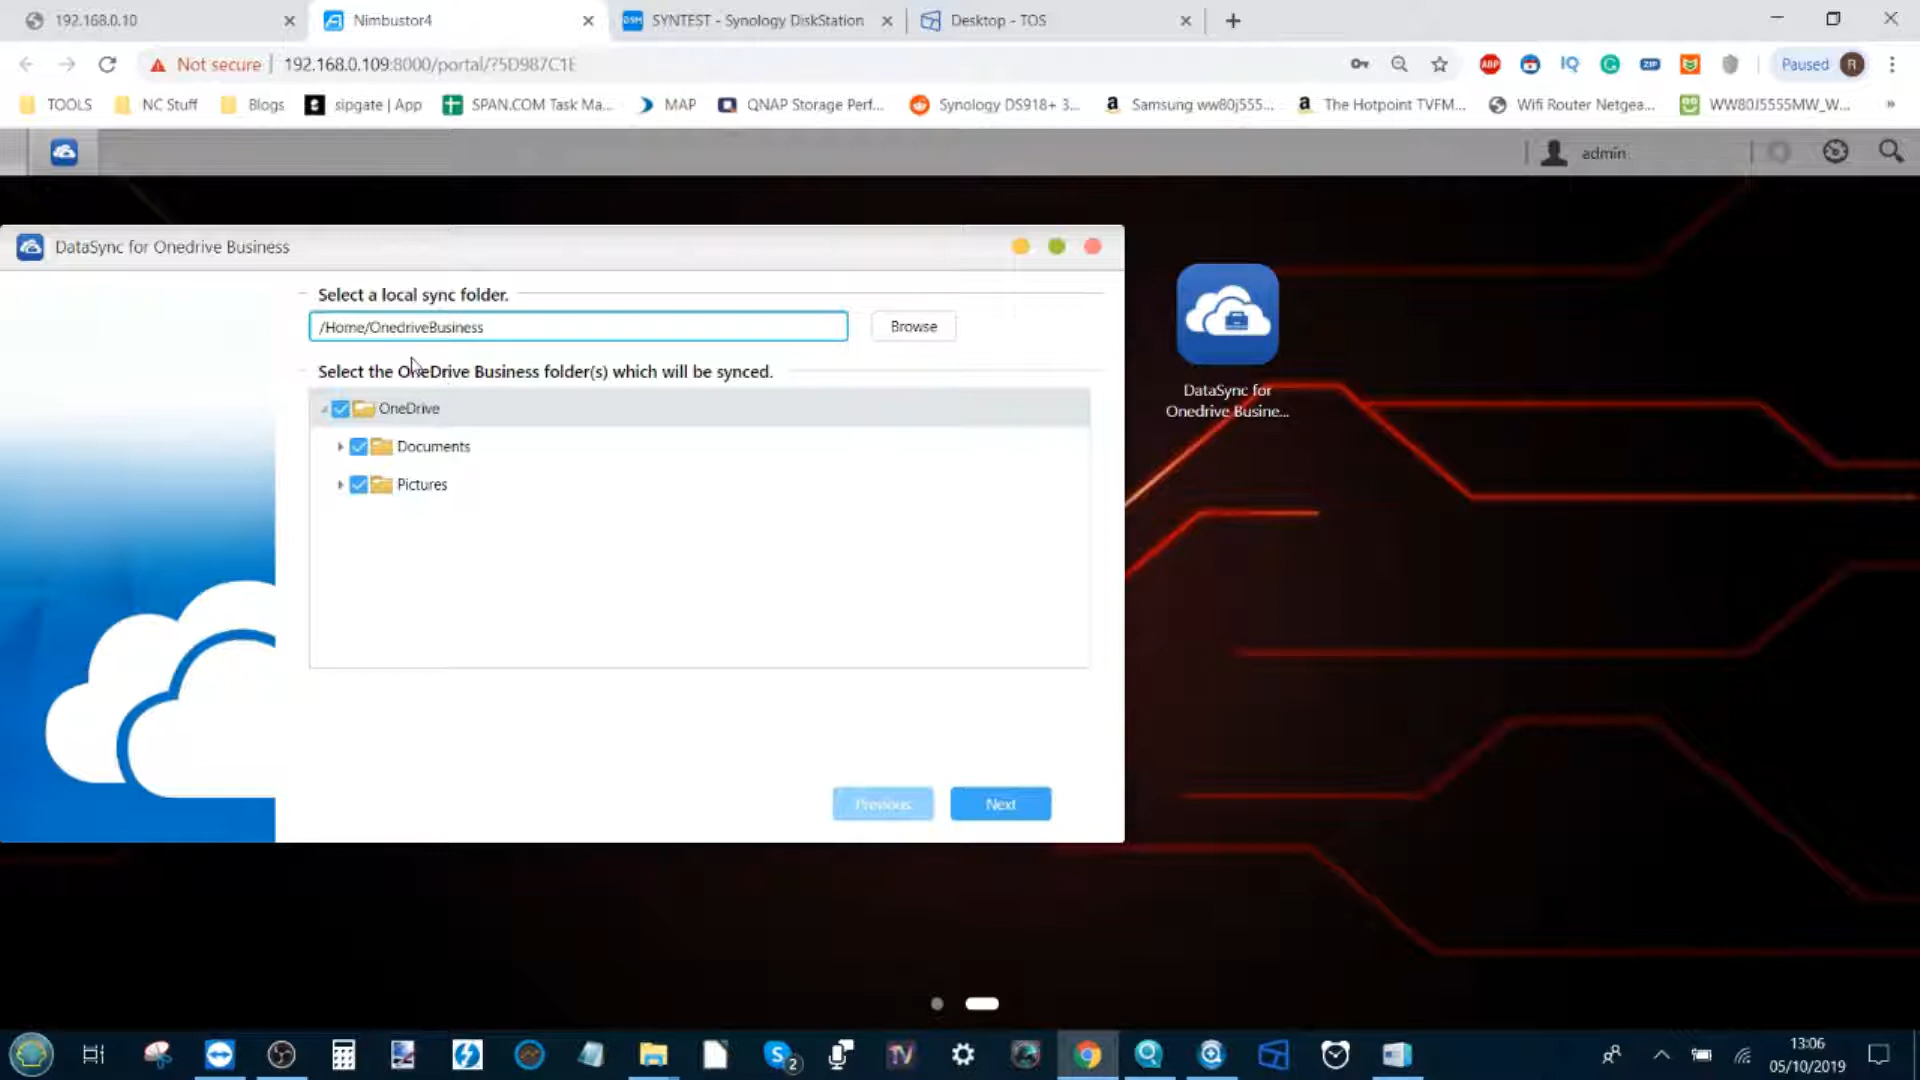 192.168.0.10
Nimbustor4
SYNTEST - Synology DiskStation
Desktop - TOS
Not secure
192.168.0.109:8000/portal/?5D987C1E
Paused
R
TOOLS
NC Stuff
Blogs
sipgate | App
SPAN.COM Task Ma...
MAP
QNAP Storage Perf...
Synology DS918+ 3...
Samsung ww80j555...
The Hotpoint TVFM...
Wifi Router Netgea...
WW80J5555MW_W...
»
admin
DataSync for Onedrive Business
Select a local sync folder.
/Home/OnedriveBusiness
Browse
Select the OneDrive Business folder(s) which will be synced.
OneDrive
Documents
Pictures
Previous
Next
DataSync for
Onedrive Busine...
13:06
05/10/2019